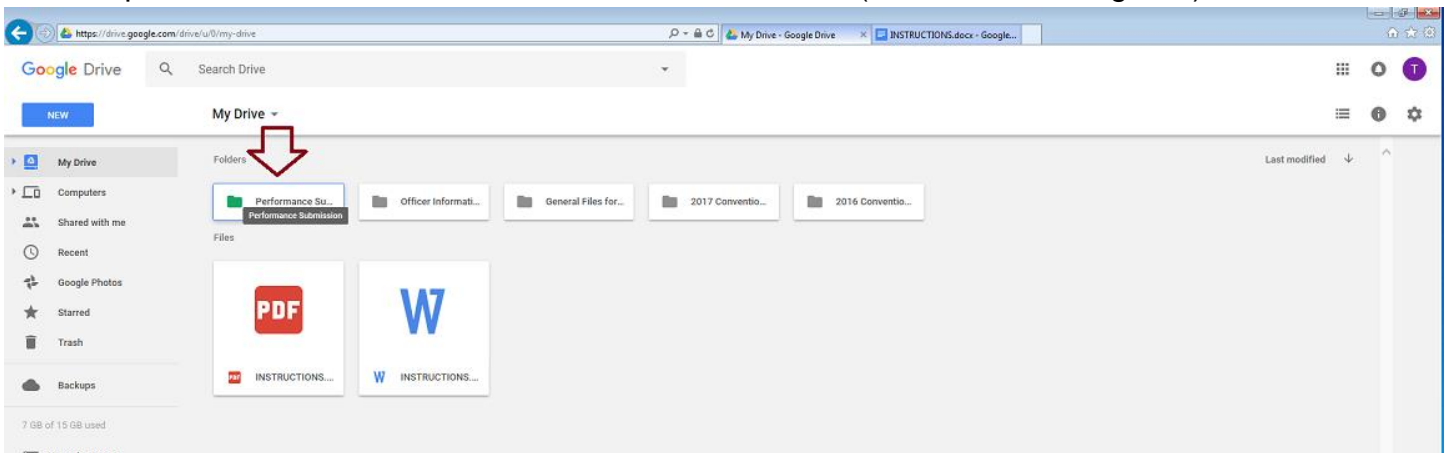 https://drive.google.com/drive/u/0/my-drive
My Drive - Google Drive
INSTRUCTIONS.docx - Google...
Google Drive
Search Drive
T
NEW
My Drive
My Drive
Folders
Last modified
Computers
Performance Su...
Officer Informati...
General Files for...
2017 Conventio...
2016 Conventio...
Performance Submission
Shared with me
Files
Recent
Google Photos
PDF
W
Starred
Trash
PDF INSTRUCTIONS....
W INSTRUCTIONS....
Backups
7 GB of 15 GB used